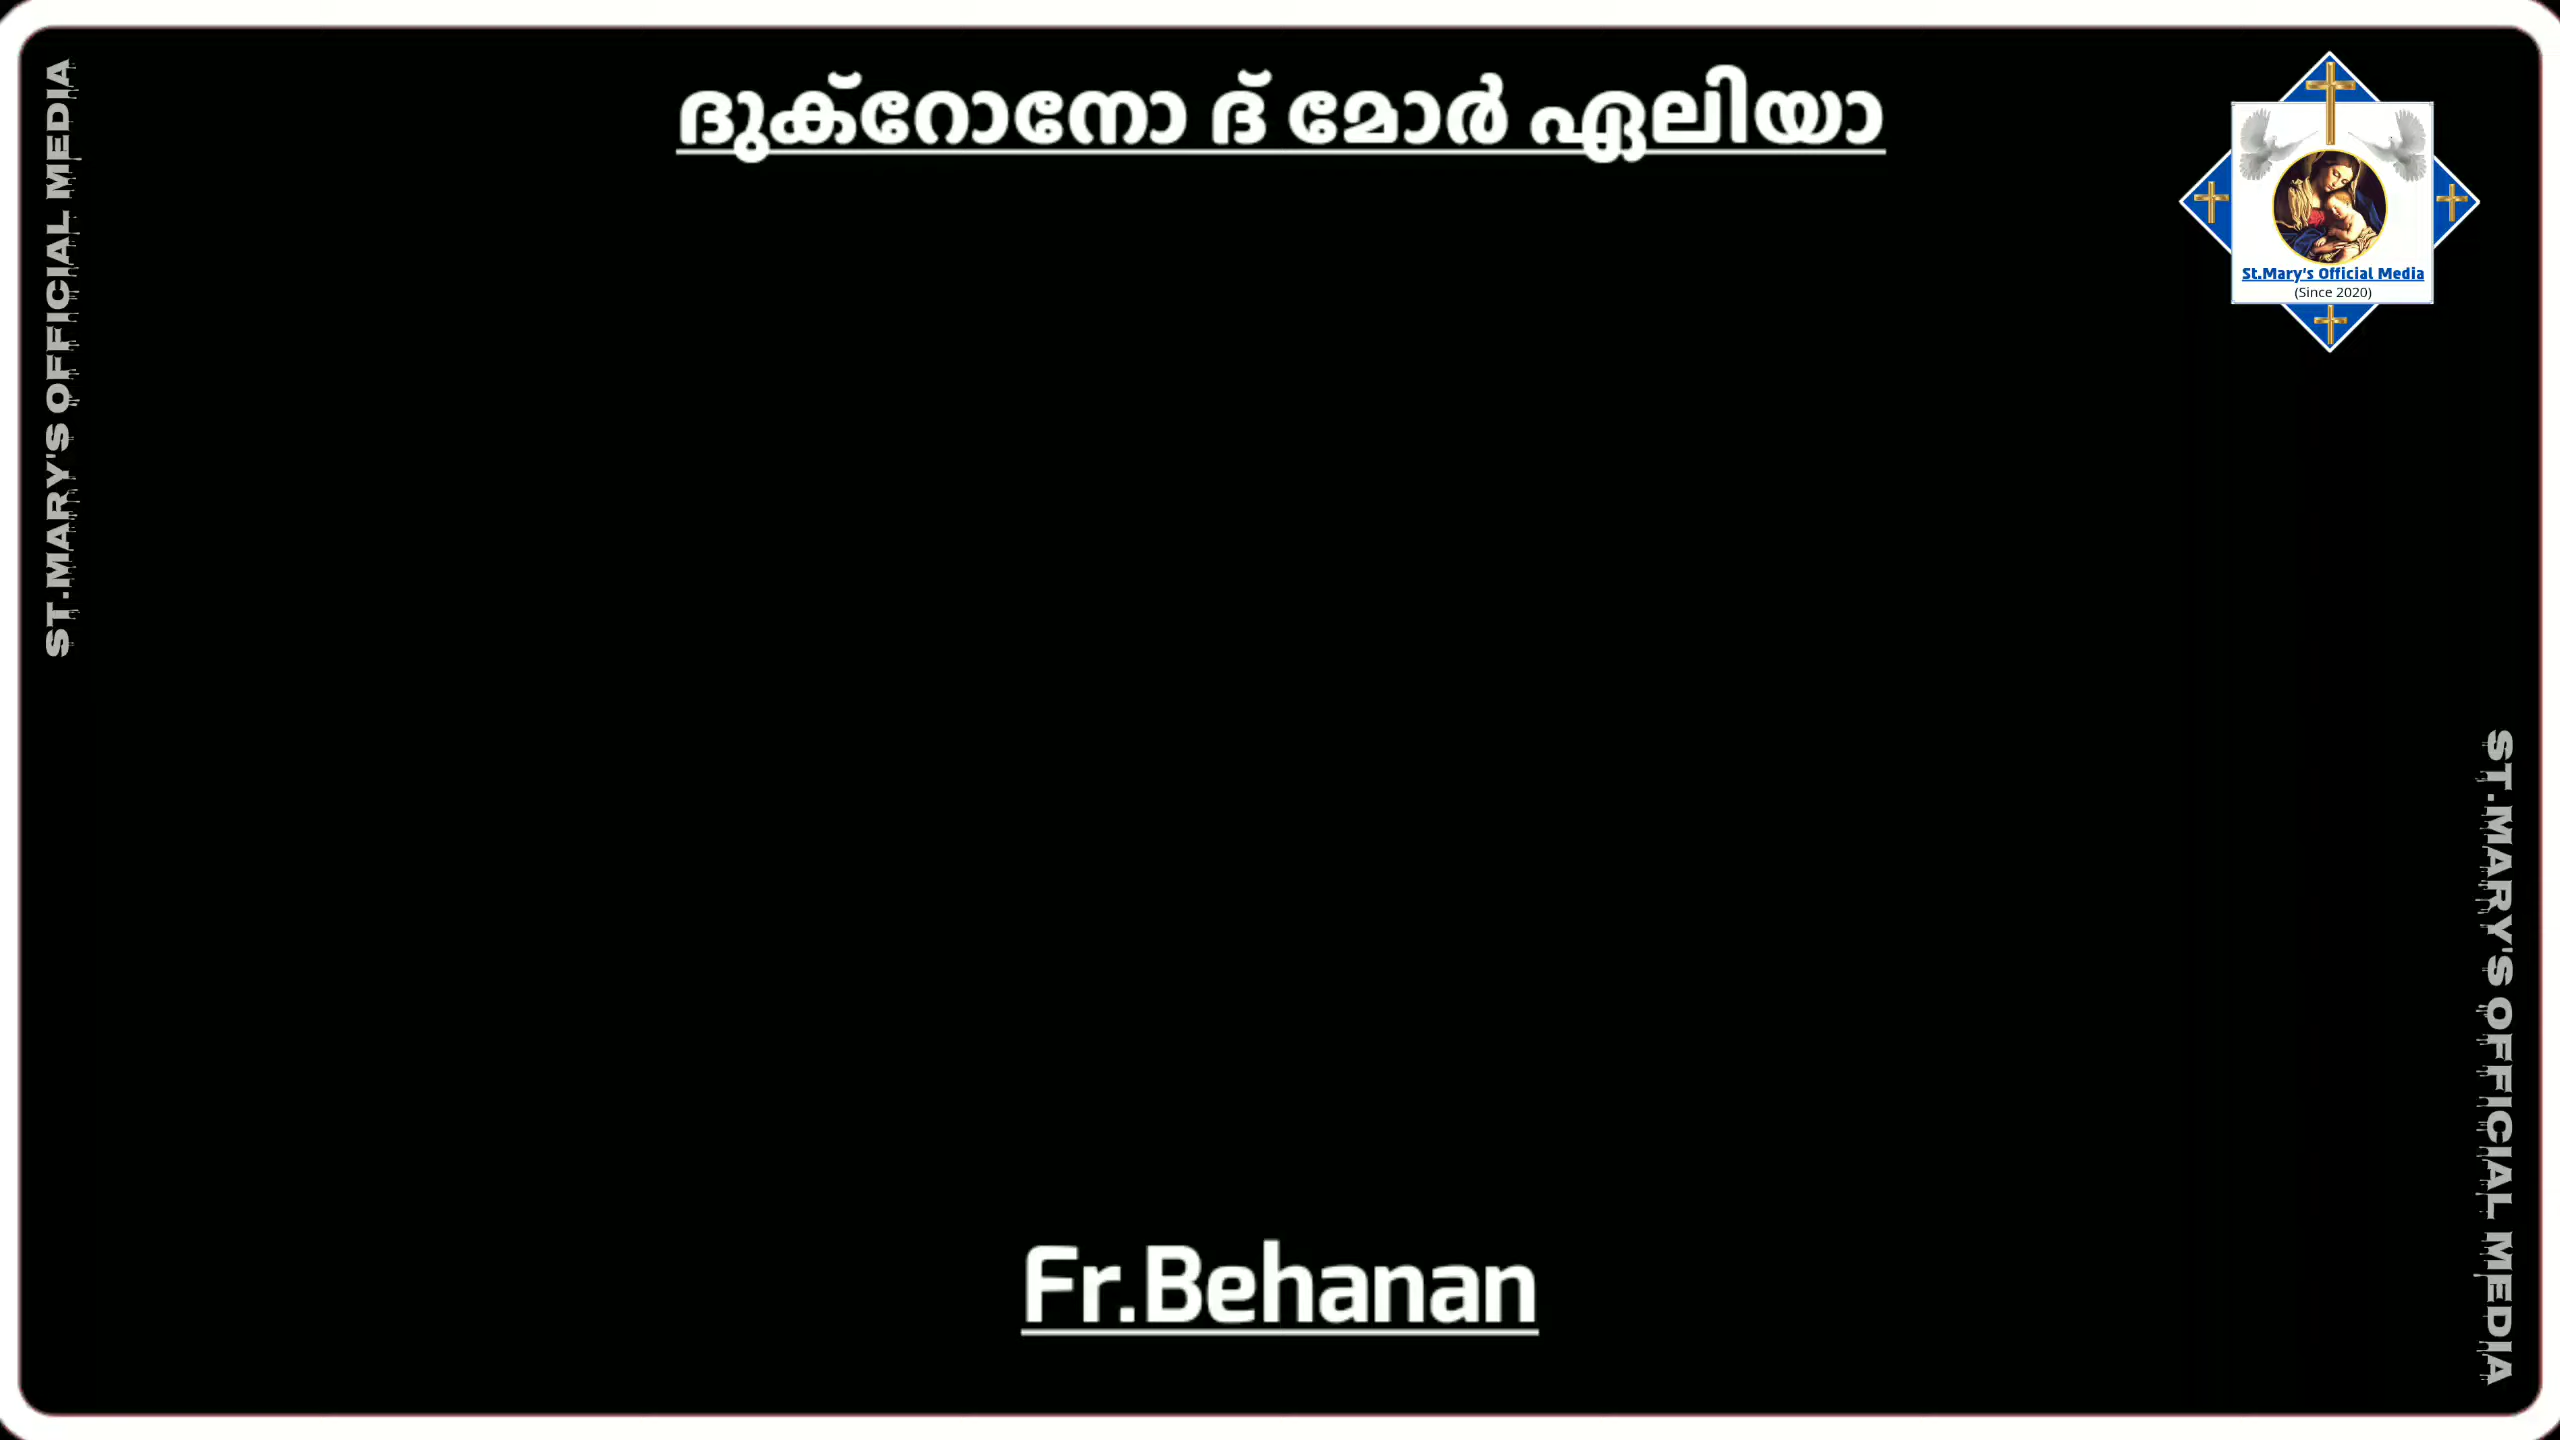 ദുക്റോനോ ദ് മോർ ഏലിയാ
ST.MARY'S OFFICIAL MEDIA
St.Mary's Official Media
(Since 2020)
ST.MARY'S OFFICIAL MEDIA
Fr.Behanan